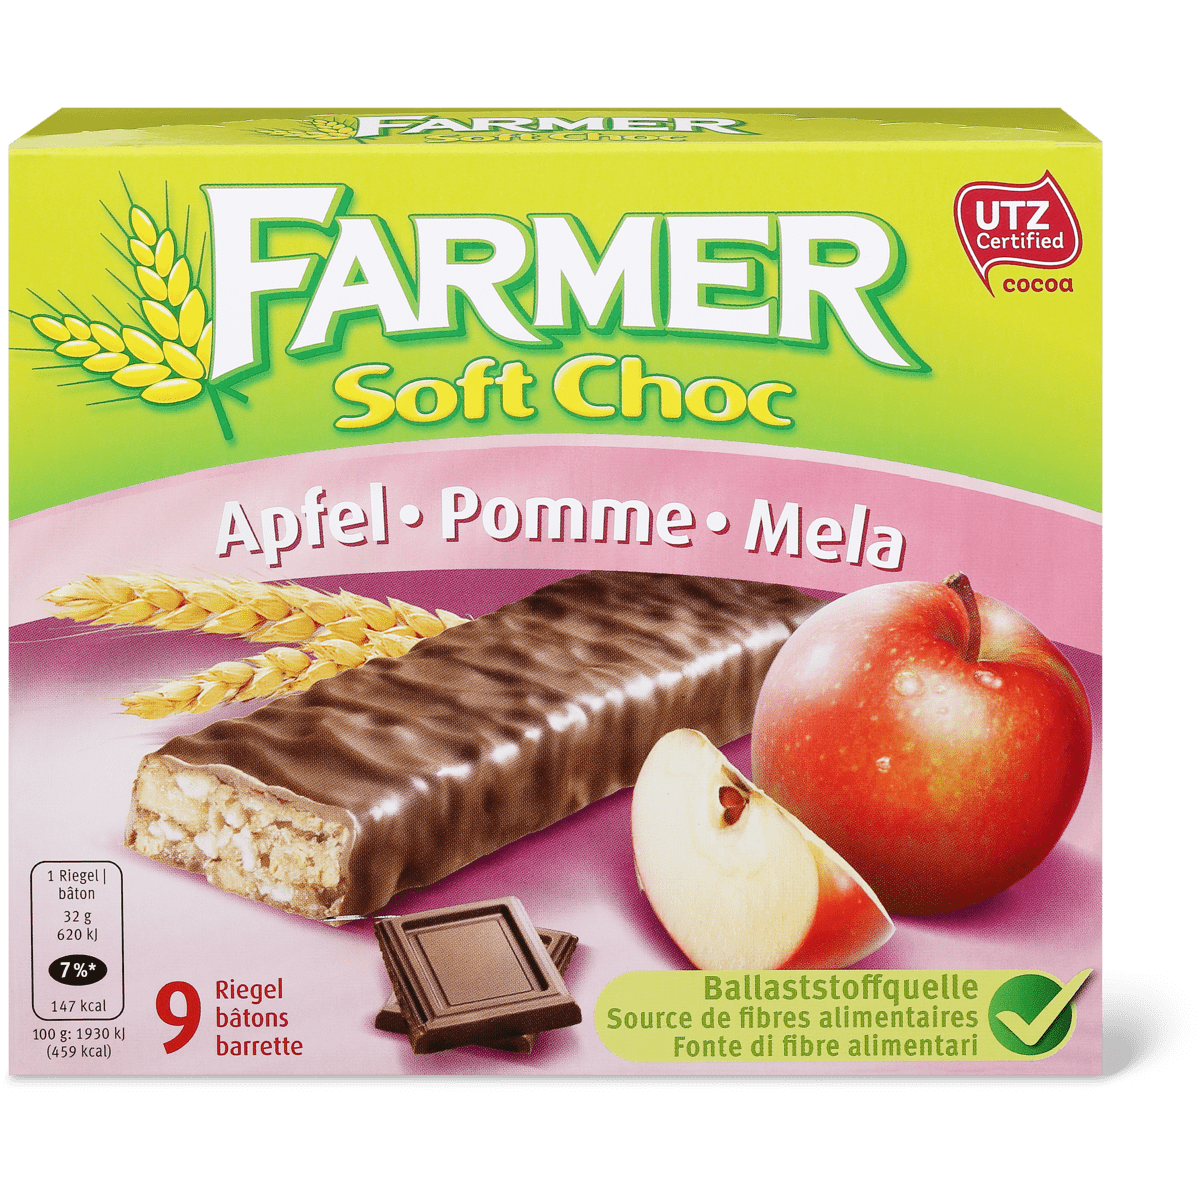 FARMER
Soft Choc
FARMER
Soft Choc
UTZ
Certified
cocoa
Apfel • Pomme • Mela
1 Riegel |
bâton
32 g
620 kJ
7%*
147 kcal
100 g: 1930 kJ
(459 kcal)
9
Riegel
bâtons
barrette
Ballaststoffquelle
Source de fibres alimentaires
Fonte di fibre alimentari